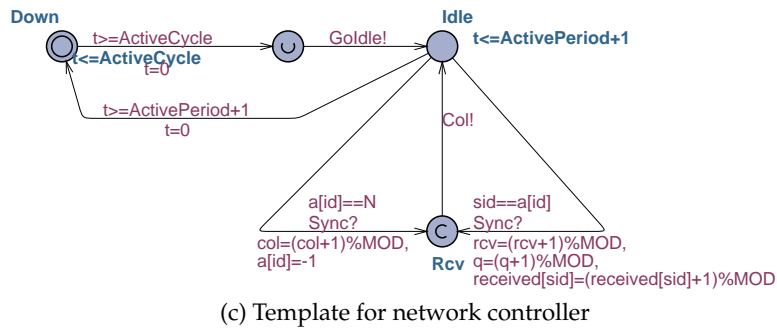 Down
t>=ActiveCycle
t<=ActiveCycle
t=0
GoIdle!
Idle
t<=ActivePeriod+1
t>=ActivePeriod+1
t=0
Col!
a[id]==N
Sync?
col=(col+1)%MOD,
a[id]=-1
sid==a[id]
Sync?
rcv=(rcv+1)%MOD,
q=(q+1)%MOD,
received[sid]=(received[sid]+1)%MOD
Rcv
(c) Template for network controller